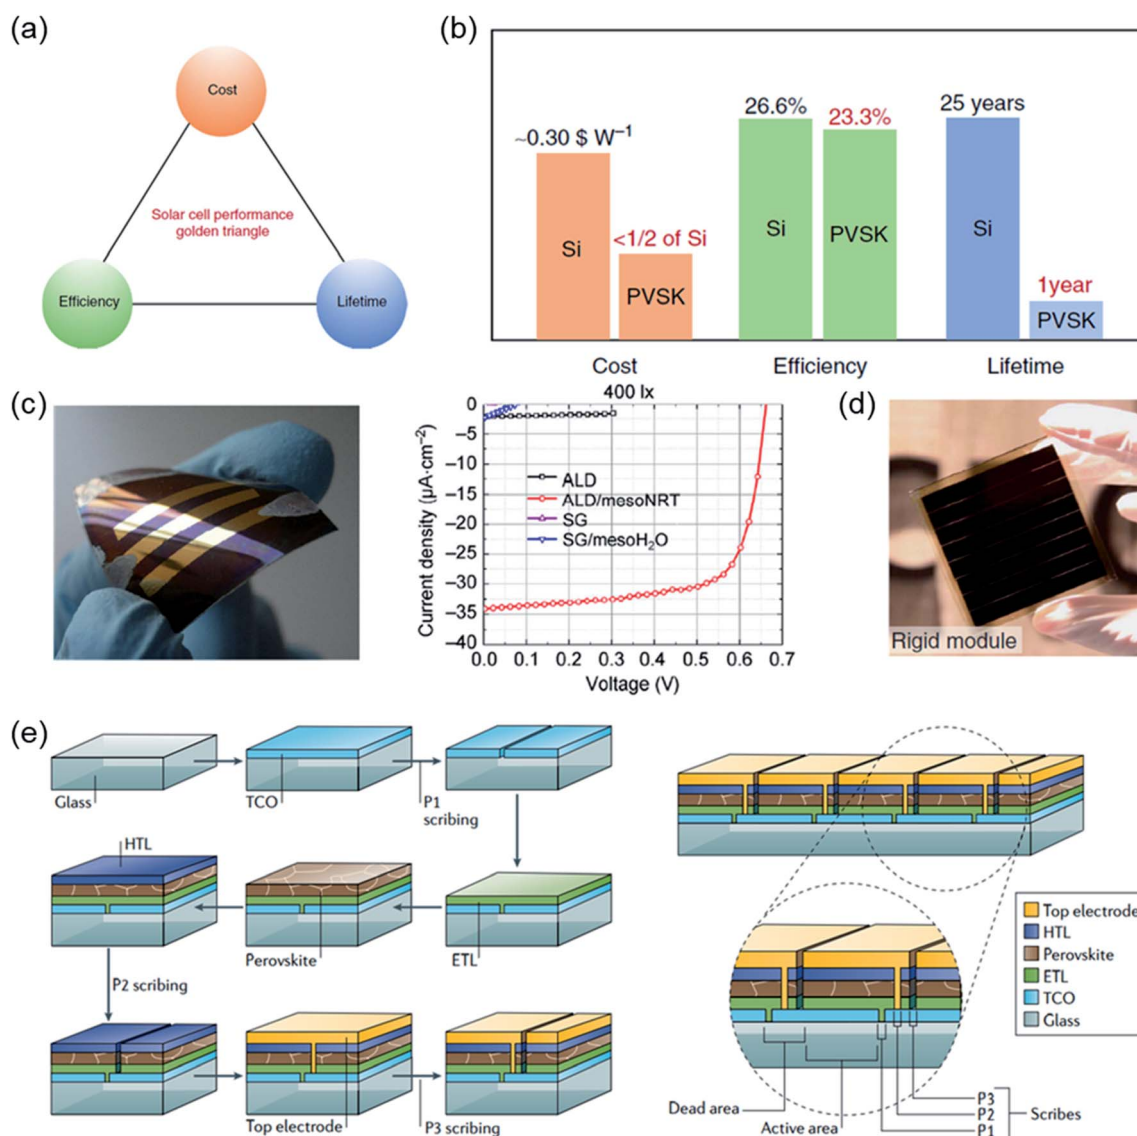 (a)
Cost
Solar cell performance
golden triangle
Efficiency
Lifetime
(b)
~0.30 $ W⁻¹
Si
<1/2 of Si
PVSK
26.6%
Si
23.3%
PVSK
25 years
Si
1year
PVSK
Cost
Efficiency
Lifetime
(c)
400 lx
Current density (μA·cm⁻²)
0
−5
−10
−15
−20
−25
−30
−35
−40
ALD
ALD/mesoNRT
SG
SG/mesoH₂O
0.0 0.1 0.2 0.3 0.4 0.5 0.6 0.7
Voltage (V)
(d)
Rigid module
(e)
Glass
TCO
P1
scribing
HTL
Perovskite
ETL
P2 scribing
Top electrode
P3 scribing
Top electrode
HTL
Perovskite
ETL
TCO
Glass
Dead area
Active area
P3
P2
P1
Scribes